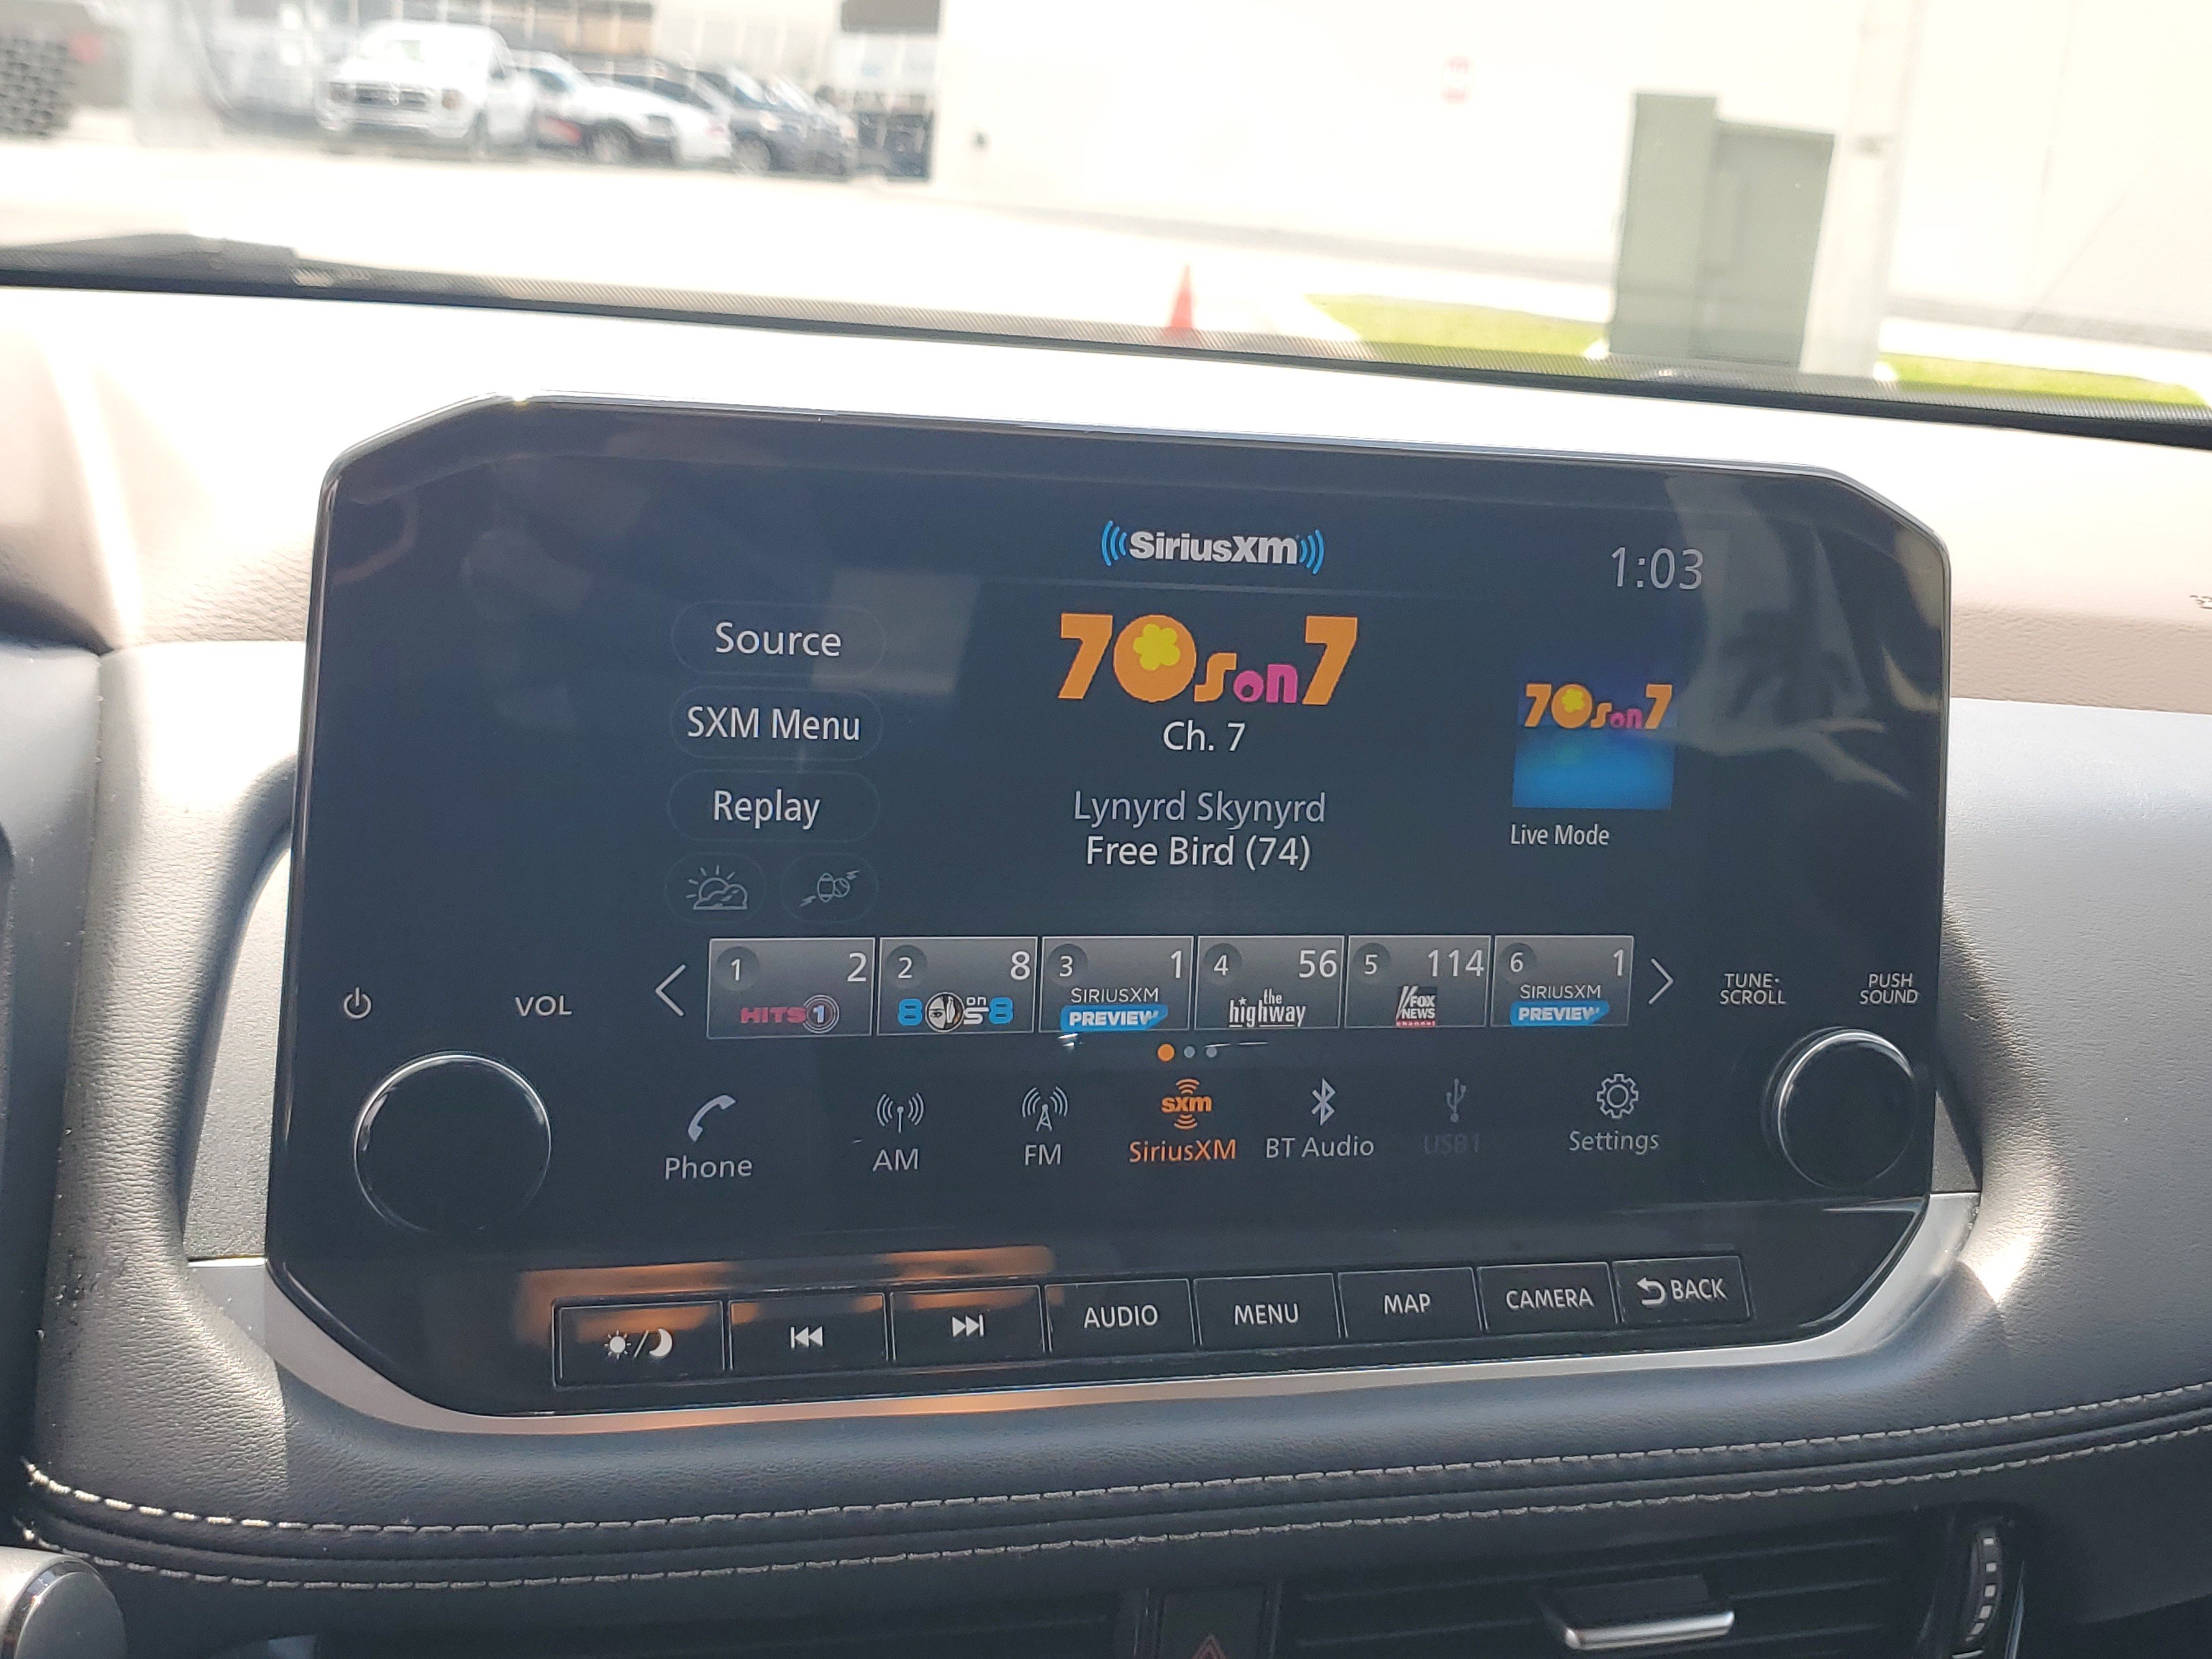 SiriusXM
1:03
Source
70s on 7
70s on 7
SXM Menu
Ch. 7
Replay
Lynyrd Skynyrd
Free Bird (74)
Live Mode
1 2 HITS 1
2 8 80s on 8
3 1 SIRIUSXM PREVIEW
4 56 the highway
5 114 FOX NEWS channel
6 1 SIRIUSXM PREVIEW
VOL
TUNE·
SCROLL
PUSH
SOUND
sxm
Phone
AM
FM
SiriusXM
BT Audio
USB1
Settings
AUDIO
MENU
MAP
CAMERA
BACK